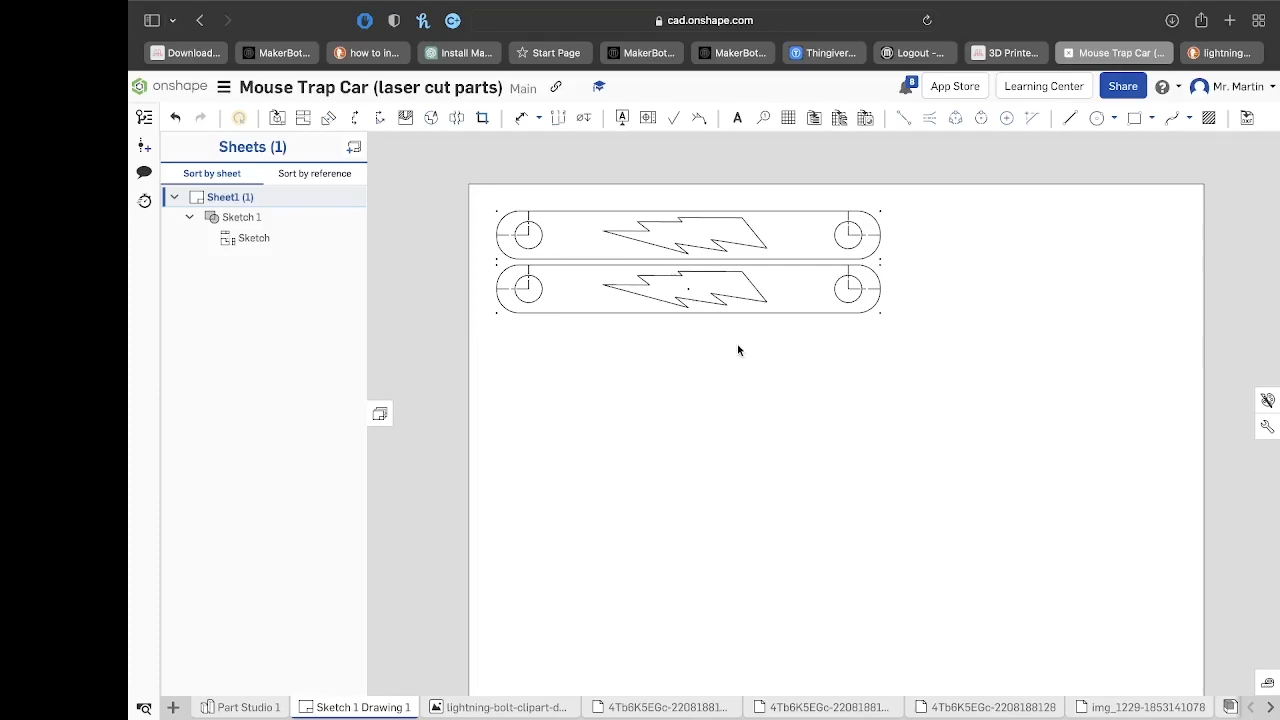 cad.onshape.com
Download...
MakerBot...
how to in...
Install Ma...
Start Page
MakerBot...
MakerBot...
Thingiver...
Logout -...
3D Printe...
Mouse Trap Car (...
lightning...
onshape
Mouse Trap Car (laser cut parts)
Main
8
App Store
Learning Center
Share
Mr. Martin
Sheets (1)
Sort by sheet
Sort by reference
Sheet1 (1)
Sketch 1
Sketch
Part Studio 1
Sketch 1 Drawing 1
lightning-bolt-clipart-d...
4Tb6K5EGc-22081881...
4Tb6K5EGc-22081881...
4Tb6K5EGc-2208188128
img_1229-1853141078